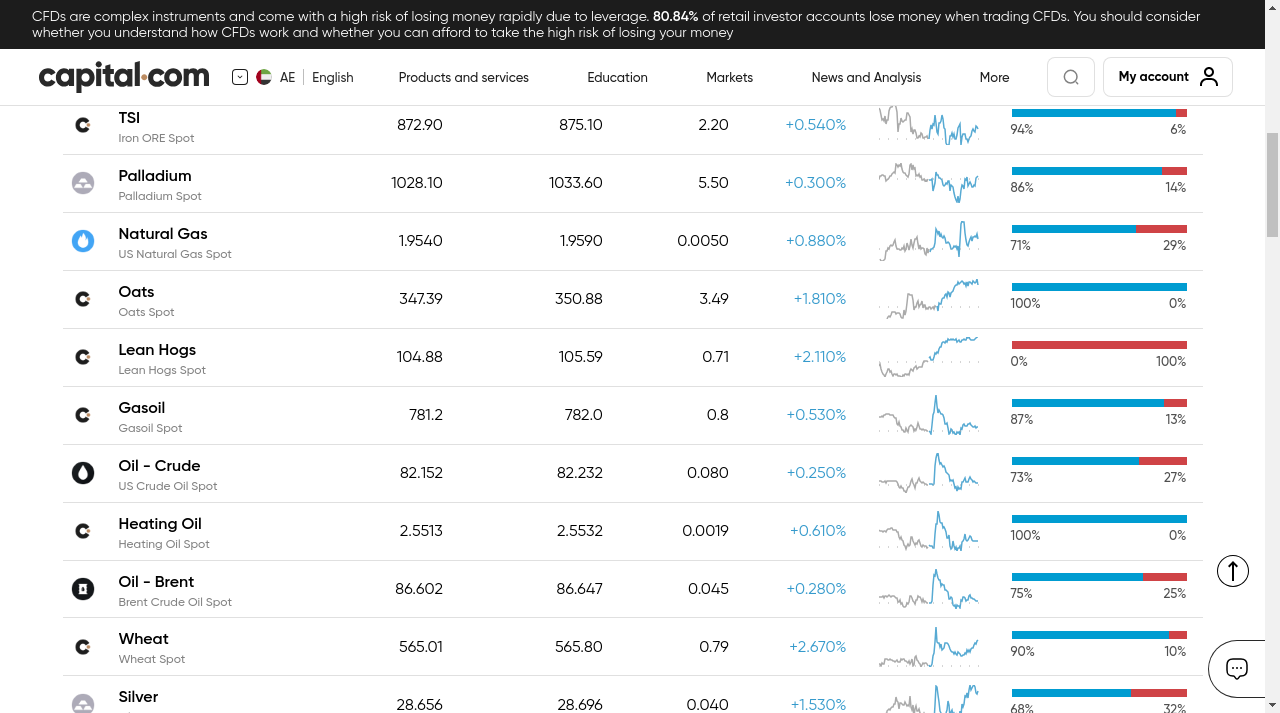 CFDs are complex instruments and come with a high risk of losing money rapidly due to leverage. 80.84% of retail investor accounts lose money when trading CFDs. You should consider
whether you understand how CFDs work and whether you can afford to take the high risk of losing your money
capital.com AE English Products and services Education Markets News and Analysis More My account
TSI 872.90 875.10 2.20 +0.540% 94% 6%
Iron ORE Spot
Palladium 1028.10 1033.60 5.50 +0.300% 86% 14%
Palladium Spot
Natural Gas 1.9540 1.9590 0.0050 +0.880% 71% 29%
US Natural Gas Spot
Oats 347.39 350.88 3.49 +1.810% 100% 0%
Oats Spot
Lean Hogs 104.88 105.59 0.71 +2.110% 0% 100%
Lean Hogs Spot
Gasoil 781.2 782.0 0.8 +0.530% 87% 13%
Gasoil Spot
Oil - Crude 82.152 82.232 0.080 +0.250% 73% 27%
US Crude Oil Spot
Heating Oil 2.5513 2.5532 0.0019 +0.610% 100% 0%
Heating Oil Spot
Oil - Brent 86.602 86.647 0.045 +0.280% 75% 25%
Brent Crude Oil Spot
Wheat 565.01 565.80 0.79 +2.670% 90% 10%
Wheat Spot
Silver 28.656 28.696 0.040 +1.530% 68% 32%